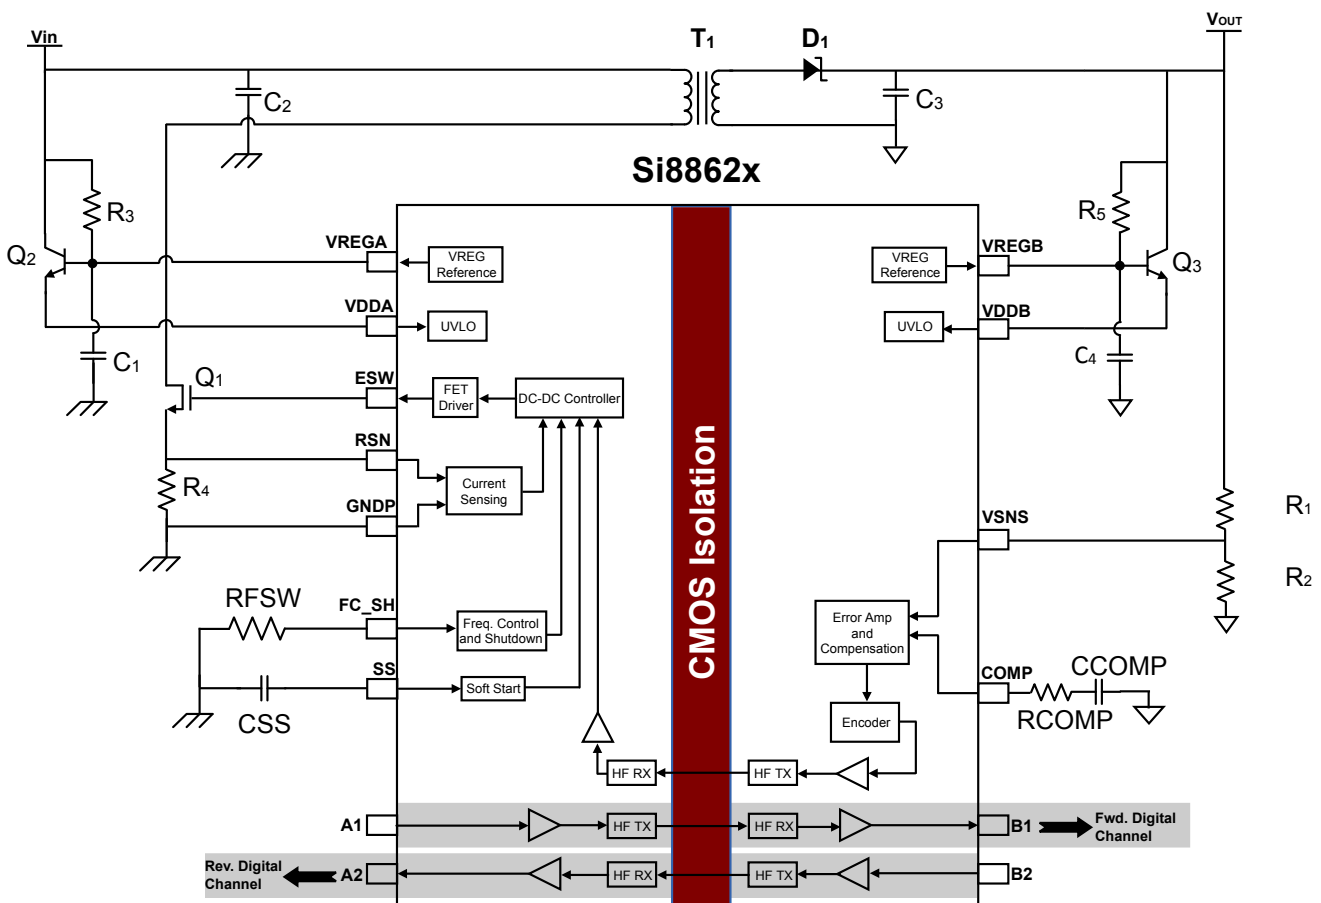 Vin
T1
D1
VOUT
C2
C3
Si8862x
R3
R5
Q2
VREGA
VREG
Reference
VREG
Reference
VREGB
Q3
VDDA
UVLO
UVLO
VDDB
C1
C4
Q1
ESW
FET
Driver
DC-DC Controller
CMOS Isolation
RSN
R4
Current
Sensing
GNDP
VSNS
R1
R2
RFSW
FC_SH
Freq. Control
and Shutdown
Error Amp
and
Compensation
SS
Soft Start
CSS
COMP
CCOMP
RCOMP
Encoder
HF RX
HF TX
A1
HF TX
HF RX
B1
Fwd. Digital
Channel
Rev. Digital
Channel
A2
HF RX
HF TX
B2